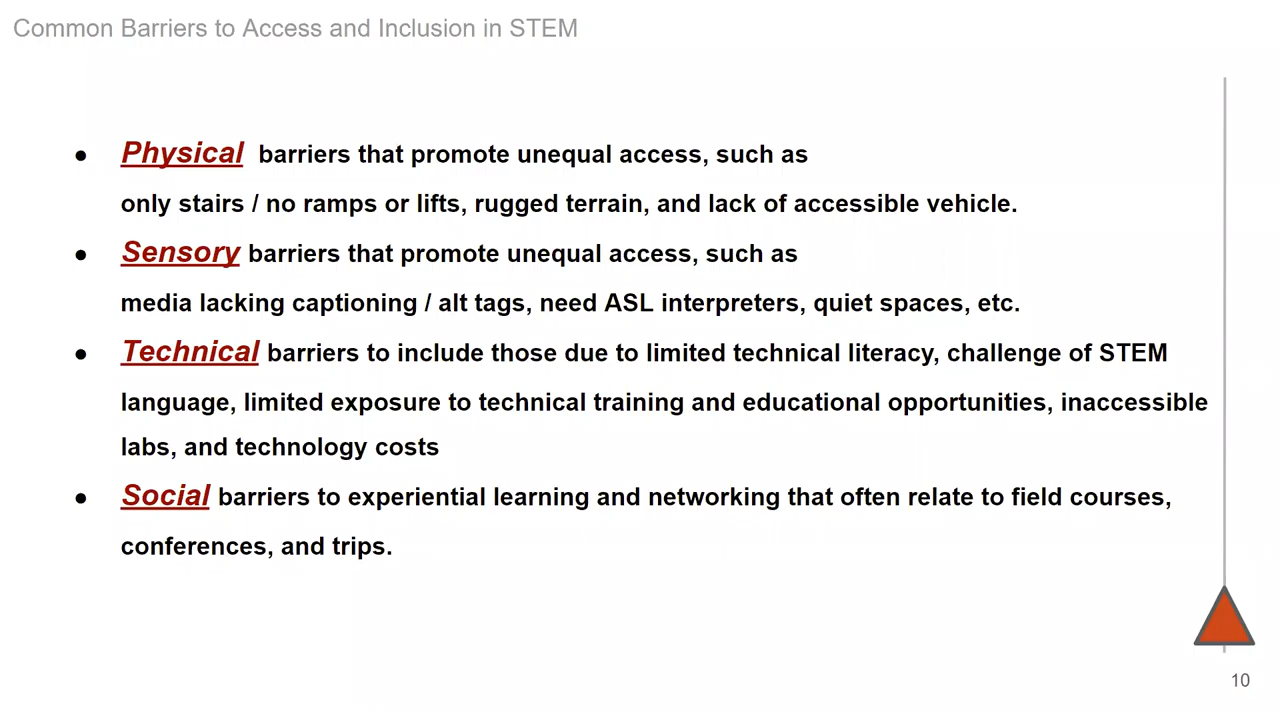 Common Barriers to Access and Inclusion in STEM
● Physical barriers that promote unequal access, such as
only stairs / no ramps or lifts, rugged terrain, and lack of accessible vehicle.
● Sensory barriers that promote unequal access, such as
media lacking captioning / alt tags, need ASL interpreters, quiet spaces, etc.
● Technical barriers to include those due to limited technical literacy, challenge of STEM
language, limited exposure to technical training and educational opportunities, inaccessible
labs, and technology costs
● Social barriers to experiential learning and networking that often relate to field courses,
conferences, and trips.
10